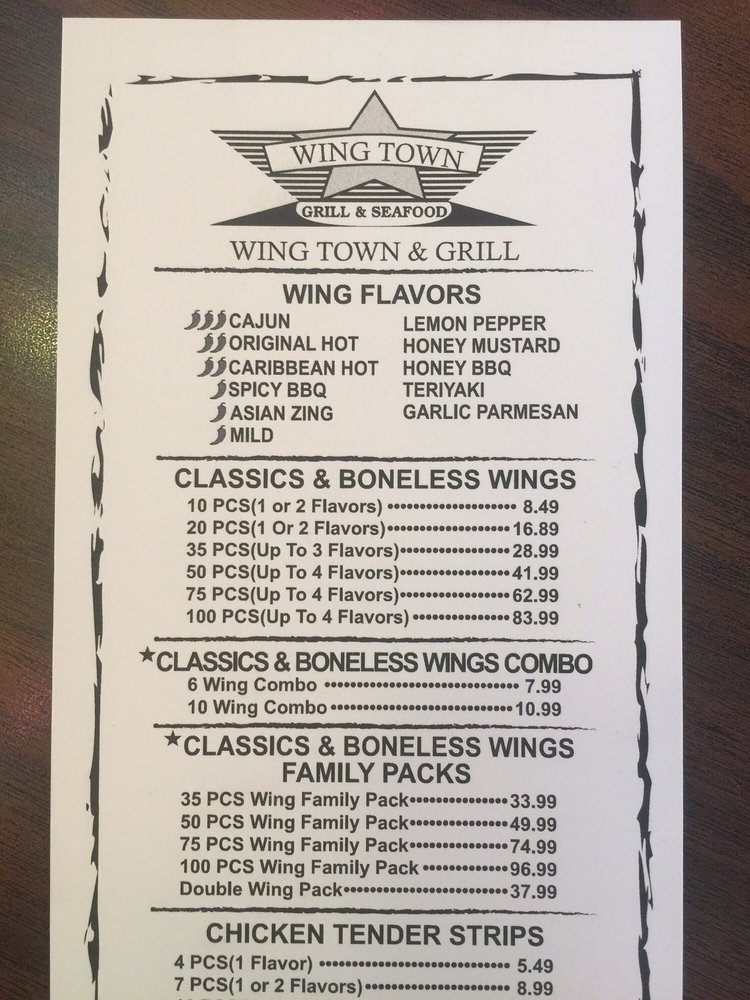 WING TOWN
GRILL & SEAFOOD
WING TOWN & GRILL
WING FLAVORS
CAJUN
ORIGINAL HOT
CARIBBEAN HOT
SPICY BBQ
ASIAN ZING
MILD
LEMON PEPPER
HONEY MUSTARD
HONEY BBQ
TERIYAKI
GARLIC PARMESAN
CLASSICS & BONELESS WINGS
10 PCS(1 or 2 Flavors) 8.49
20 PCS(1 Or 2 Flavors) 16.89
35 PCS(Up To 3 Flavors) 28.99
50 PCS(Up To 4 Flavors) 41.99
75 PCS(Up To 4 Flavors) 62.99
100 PCS(Up To 4 Flavors) 83.99
★CLASSICS & BONELESS WINGS COMBO
6 Wing Combo 7.99
10 Wing Combo 10.99
★CLASSICS & BONELESS WINGS
FAMILY PACKS
35 PCS Wing Family Pack 33.99
50 PCS Wing Family Pack 49.99
75 PCS Wing Family Pack 74.99
100 PCS Wing Family Pack 96.99
Double Wing Pack 37.99
CHICKEN TENDER STRIPS
4 PCS(1 Flavor) 5.49
7 PCS(1 or 2 Flavors) 8.99